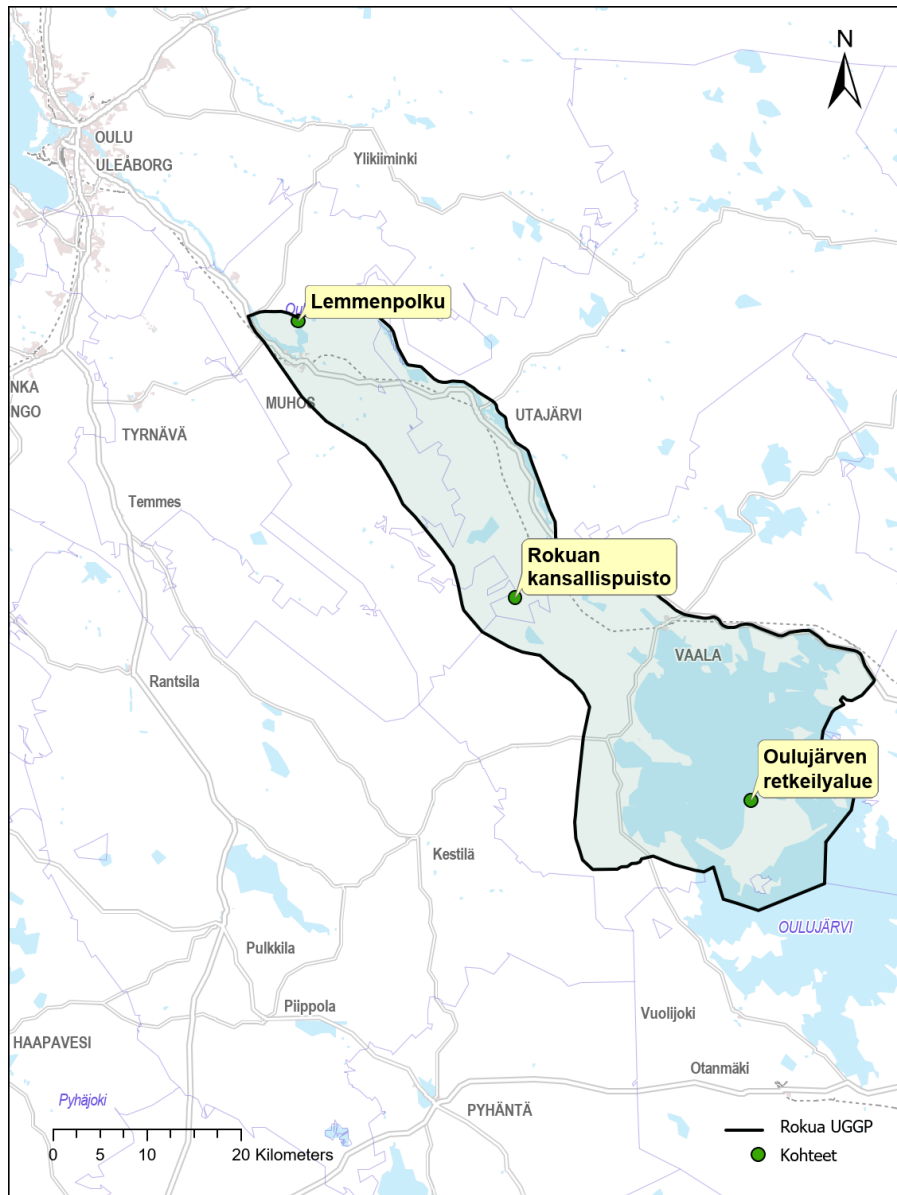 N
OULU
ULEÅBORG
Ylikiiminki
Lemmenpolku
MUHOS
UTAJÄRVI
NKA
NGO
TYRNÄVÄ
Temmes
Rokuan
kansallispuisto
VAALA
Rantsila
Oulujärven
retkeilyalue
Kestilä
OULUJÄRVI
Pulkkila
Piippola
Vuolijoki
HAAPAVESI
Otanmäki
Pyhäjoki
PYHÄNTÄ
0 5 10 20 Kilometers
Rokua UGGP
Kohteet